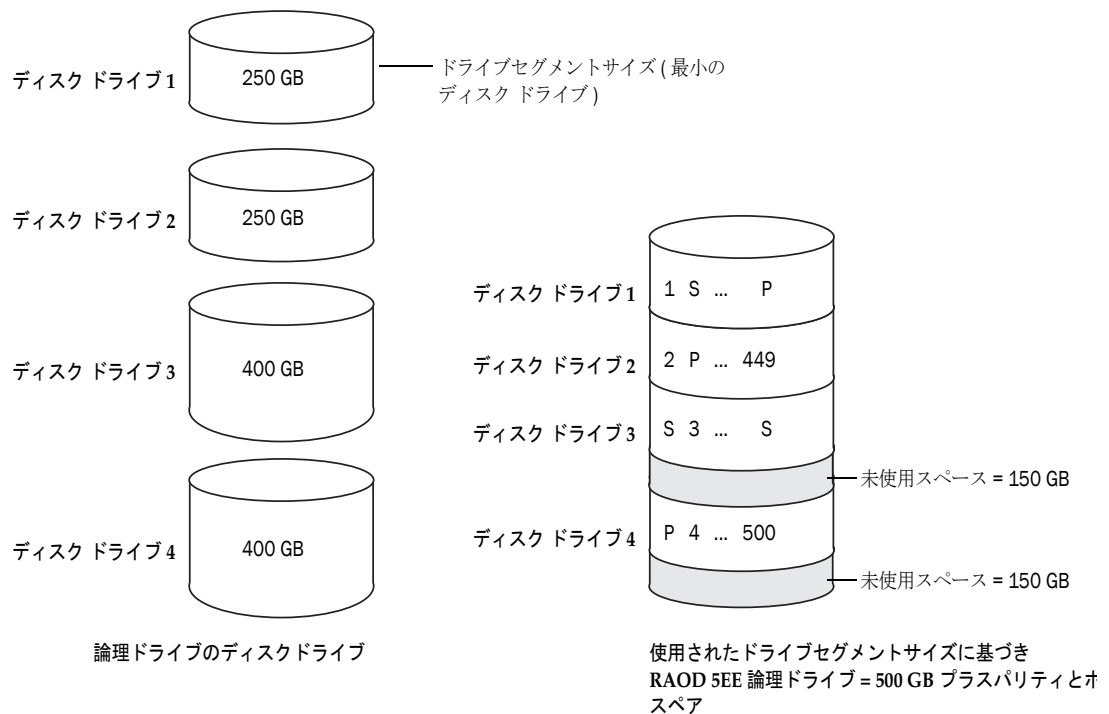 ディスク ドライブ 1
250 GB
ドライブセグメントサイズ ( 最小の
ディスク ドライブ )
ディスク ドライブ 2
250 GB
ディスク ドライブ 3
400 GB
ディスク ドライブ 4
400 GB
論理ドライブのディスクドライブ
ディスク ドライブ 1
1 S ... P
ディスク ドライブ 2
2 P ... 449
ディスク ドライブ 3
S 3 ... S
未使用スペース = 150 GB
ディスク ドライブ 4
P 4 ... 500
未使用スペース = 150 GB
使用されたドライブセグメントサイズに基づき
RAOD 5EE 論理ドライブ = 500 GB プラスパリティと
スペア